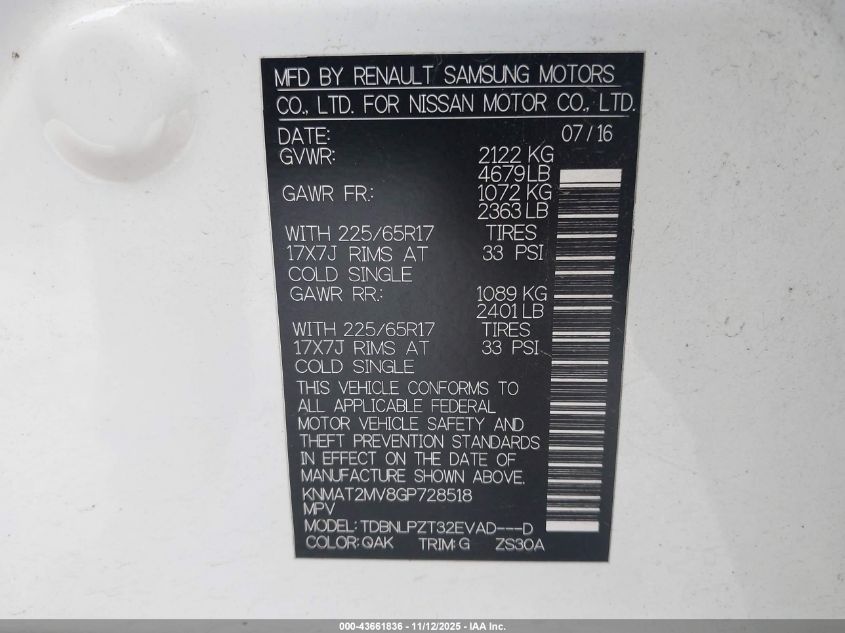 MFD BY RENAULT SAMSUNG MOTORS
CO., LTD. FOR NISSAN MOTOR CO., LTD.
DATE: 07/16
GVWR: 2122 KG
4679LB
GAWR FR.: 1072 KG
2363 LB
WITH 225/65R17 TIRES
17X7J RIMS AT 33 PSI
COLD SINGLE
GAWR RR.: 1089 KG
2401 LB
WITH 225/65R17 TIRES
17X7J RIMS AT 33 PSI
COLD SINGLE
THIS VEHICLE CONFORMS TO
ALL APPLICABLE FEDERAL
MOTOR VEHICLE SAFETY AND
THEFT PREVENTION STANDARDS
IN EFFECT ON THE DATE OF
MANUFACTURE SHOWN ABOVE.
KNMAT2MV8GP728518
MPV
MODEL: TDBNLPZT32EVAD---D
COLOR: QAK TRIM: G ZS30A
000-43661836 - 11/12/2025 - IAA Inc.